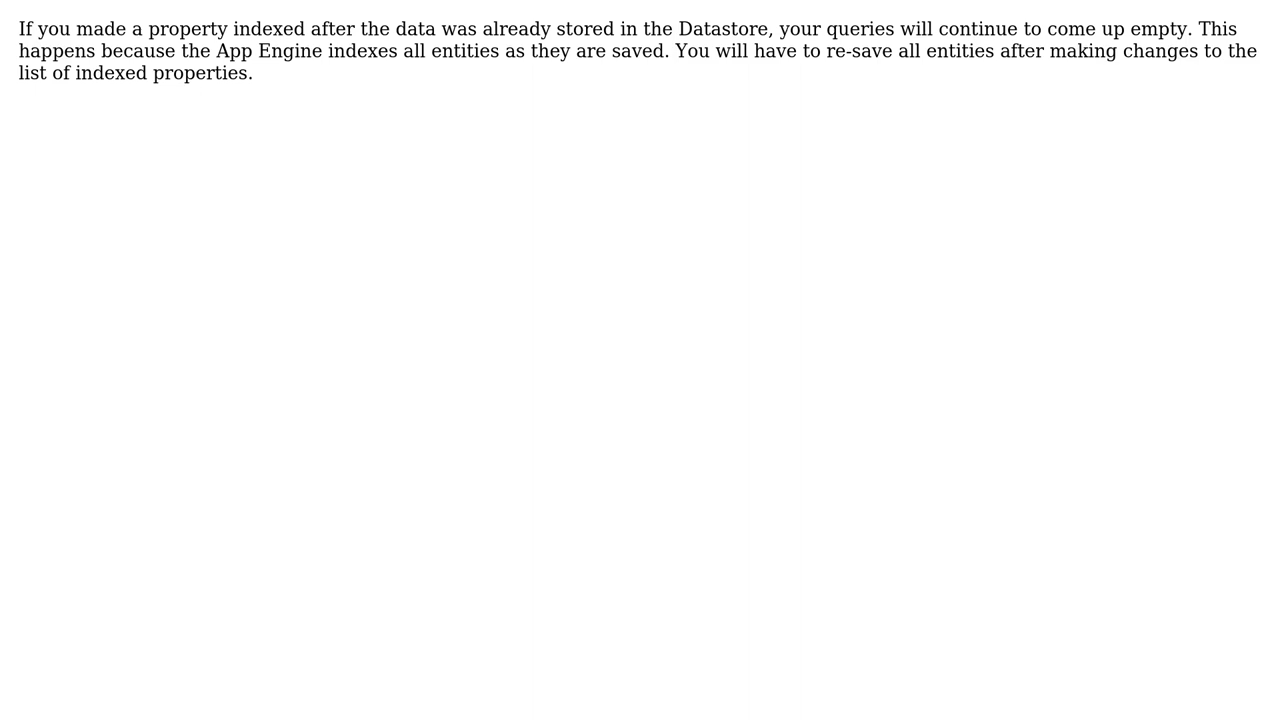 If you made a property indexed after the data was already stored in the Datastore, your queries will continue to come up empty. This
happens because the App Engine indexes all entities as they are saved. You will have to re-save all entities after making changes to the
list of indexed properties.